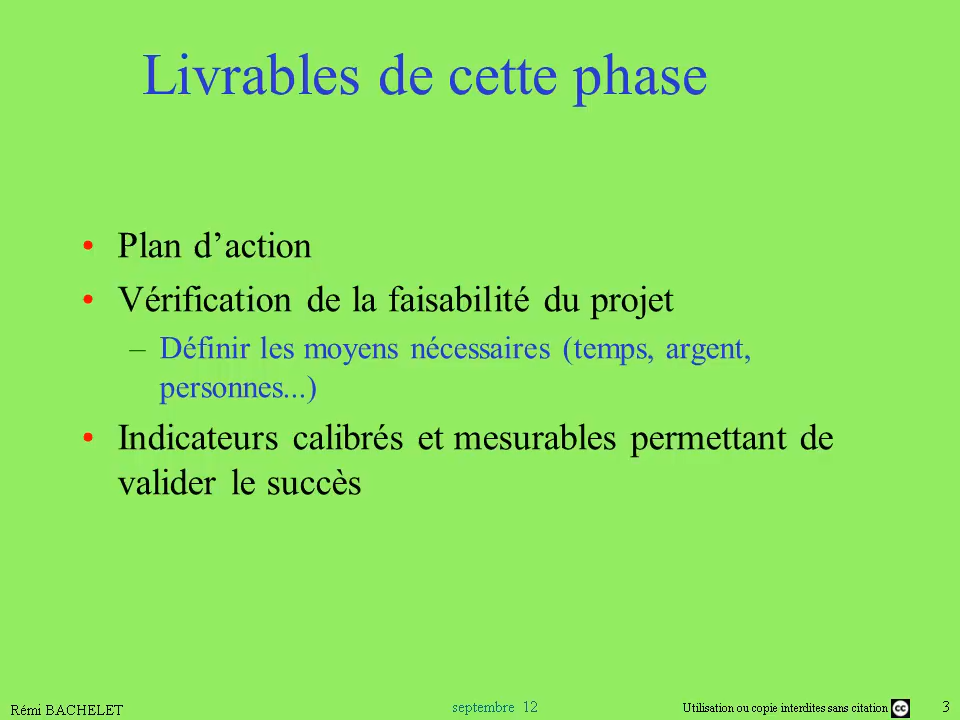 Livrables de cette phase
• Plan d’action
• Vérification de la faisabilité du projet
– Définir les moyens nécessaires (temps, argent,
personnes...)
• Indicateurs calibrés et mesurables permettant de
valider le succès
Rémi BACHELET
septembre 12
Utilisation ou copie interdites sans citation
cc
3